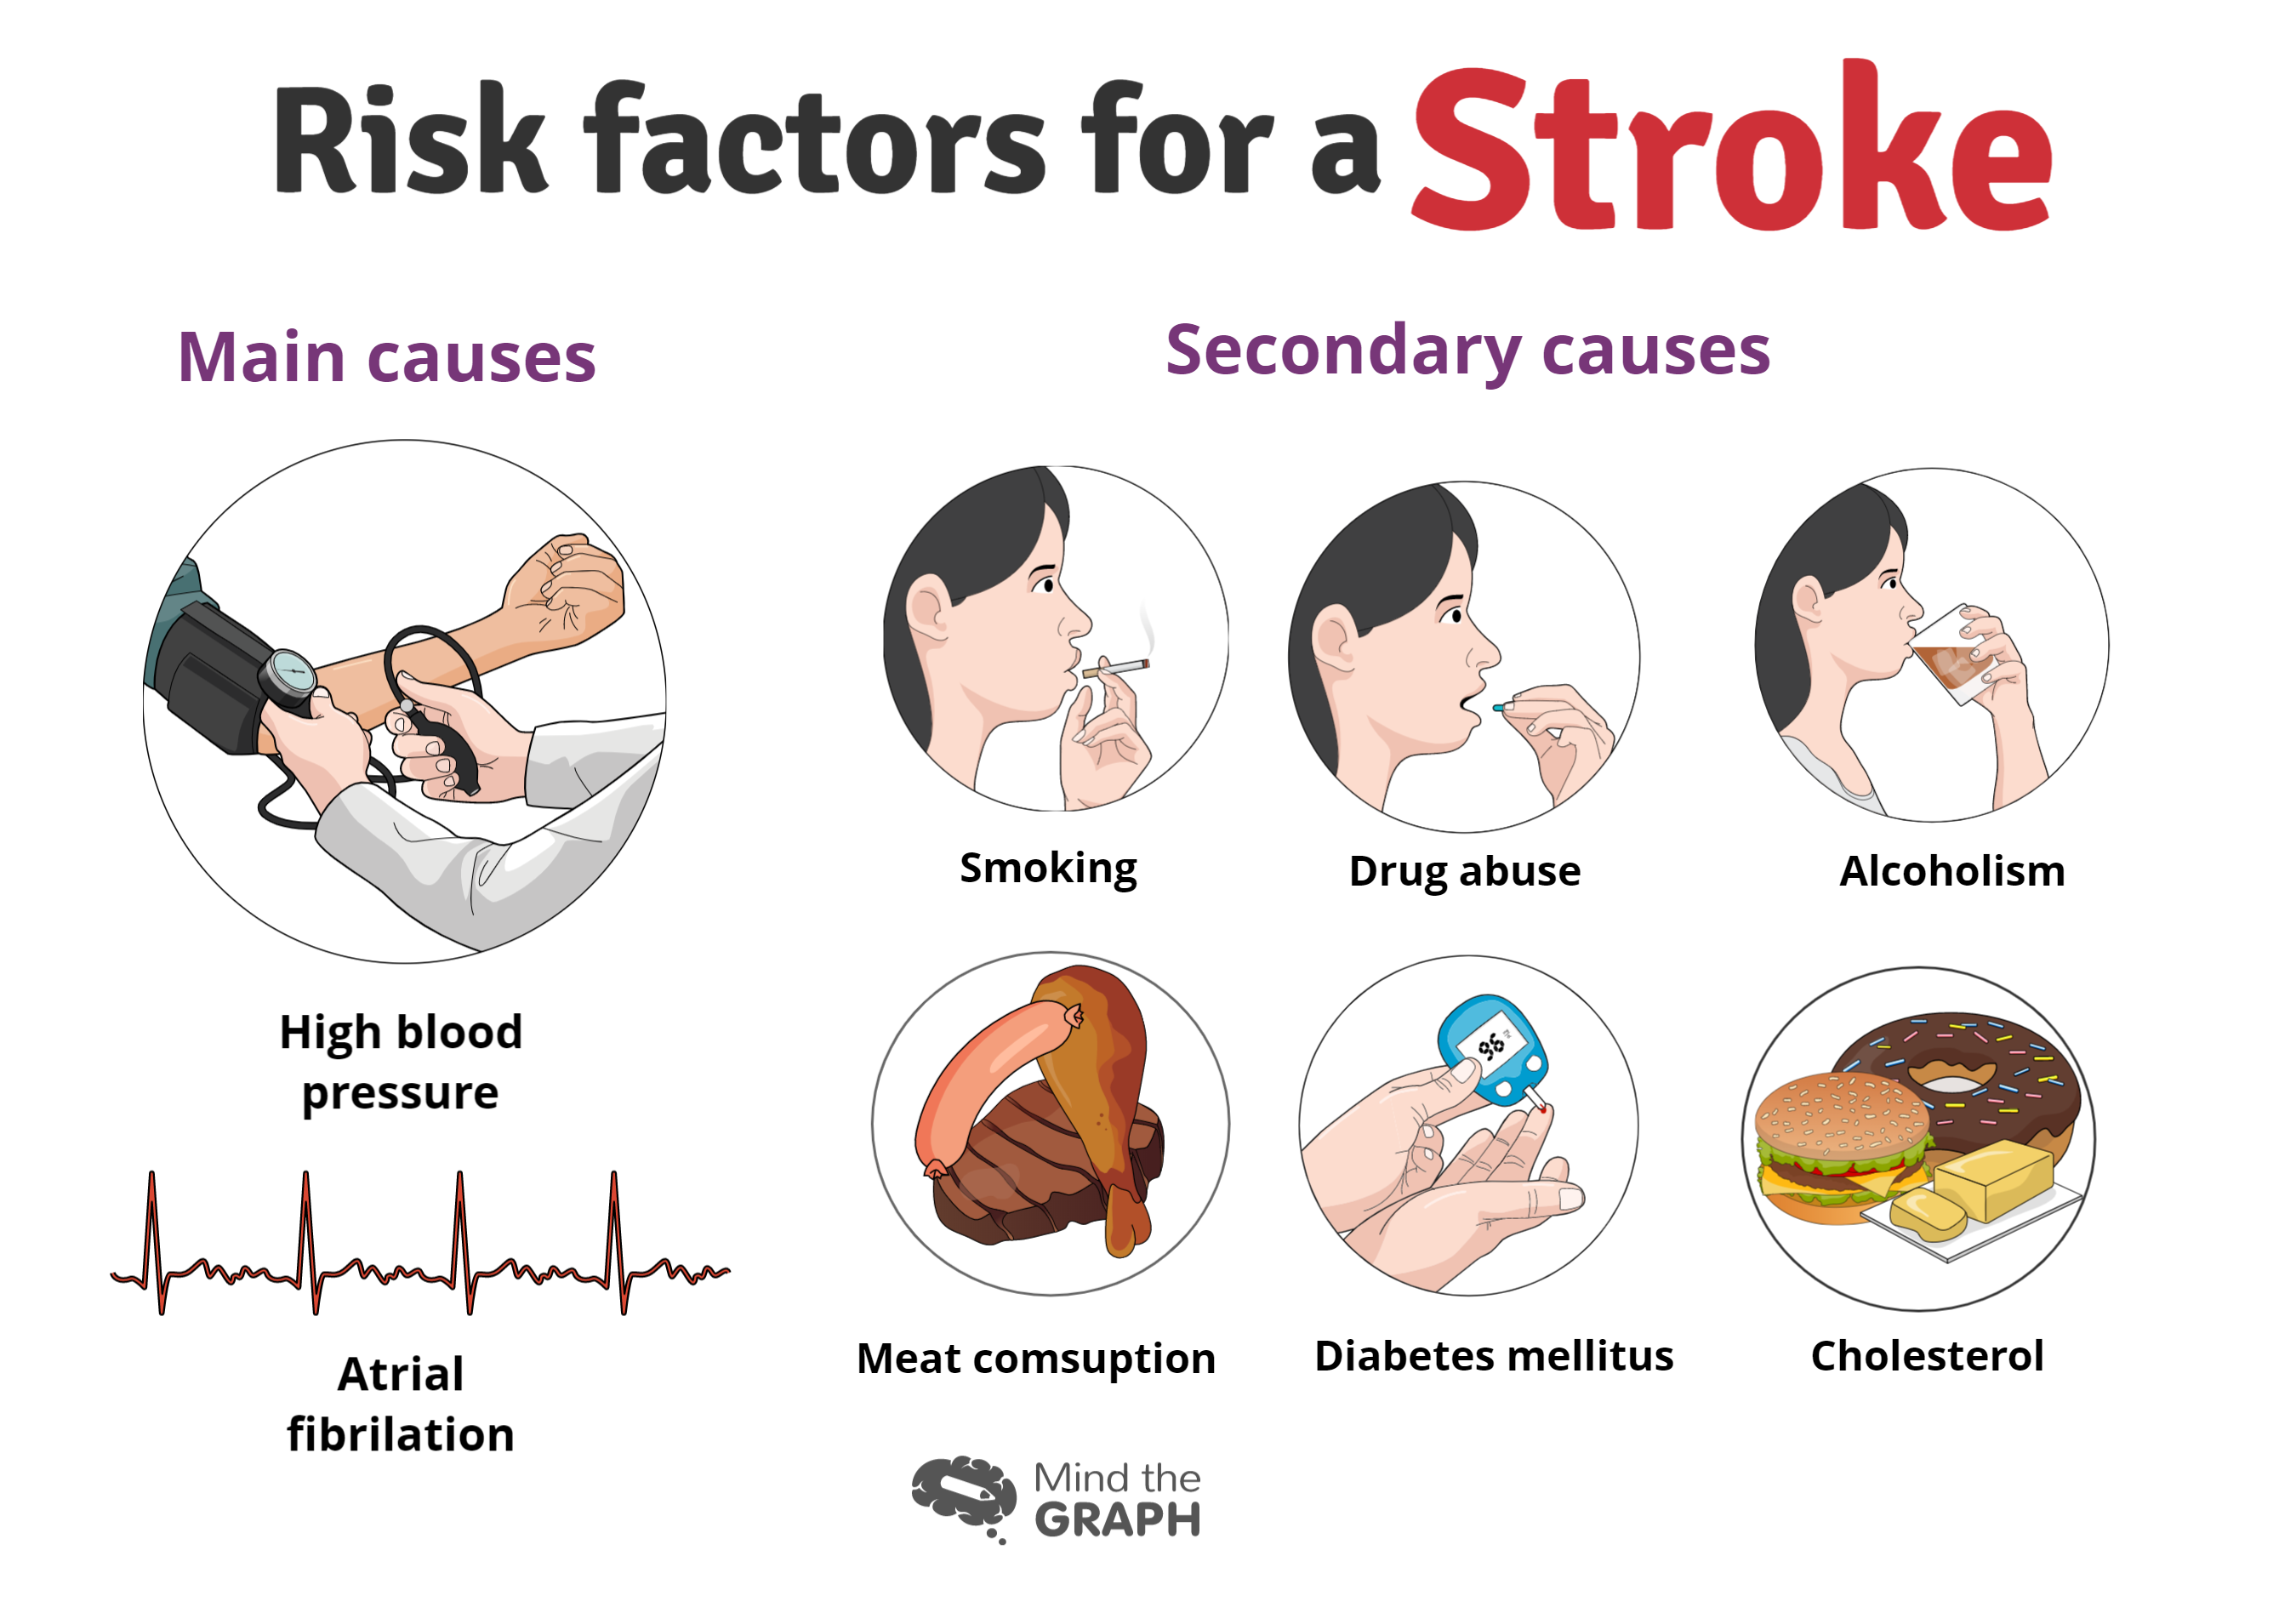 Risk factors for a Stroke
Main causes
Secondary causes
High blood
pressure
Atrial
fibrilation
Smoking
Drug abuse
Alcoholism
96
Meat comsuption
Diabetes mellitus
Cholesterol
Mind the
GRAPH